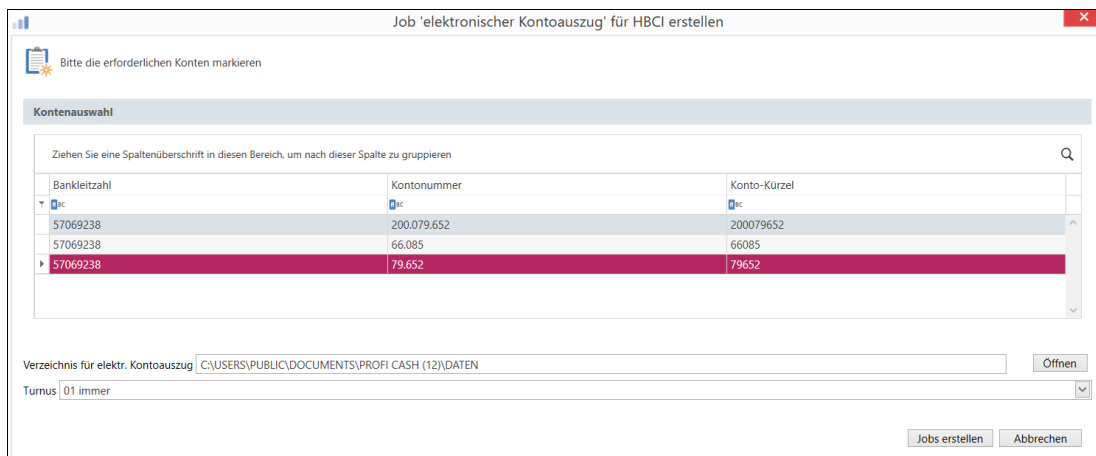 Job 'elektronischer Kontoauszug' für HBCI erstellen
Bitte die erforderlichen Konten markieren
Kontenauswahl
Ziehen Sie eine Spaltenüberschrift in diesen Bereich, um nach dieser Spalte zu gruppieren
Bankleitzahl Kontonummer Konto-Kürzel
RBC RBC RBC
57069238 200.079.652 200079652
57069238 66.085 66085
57069238 79.652 79652
Verzeichnis für elektr. Kontoauszug C:\USERS\PUBLIC\DOCUMENTS\PROFI CASH (12)\DATEN Öffnen
Turnus 01 immer
Jobs erstellen Abbrechen